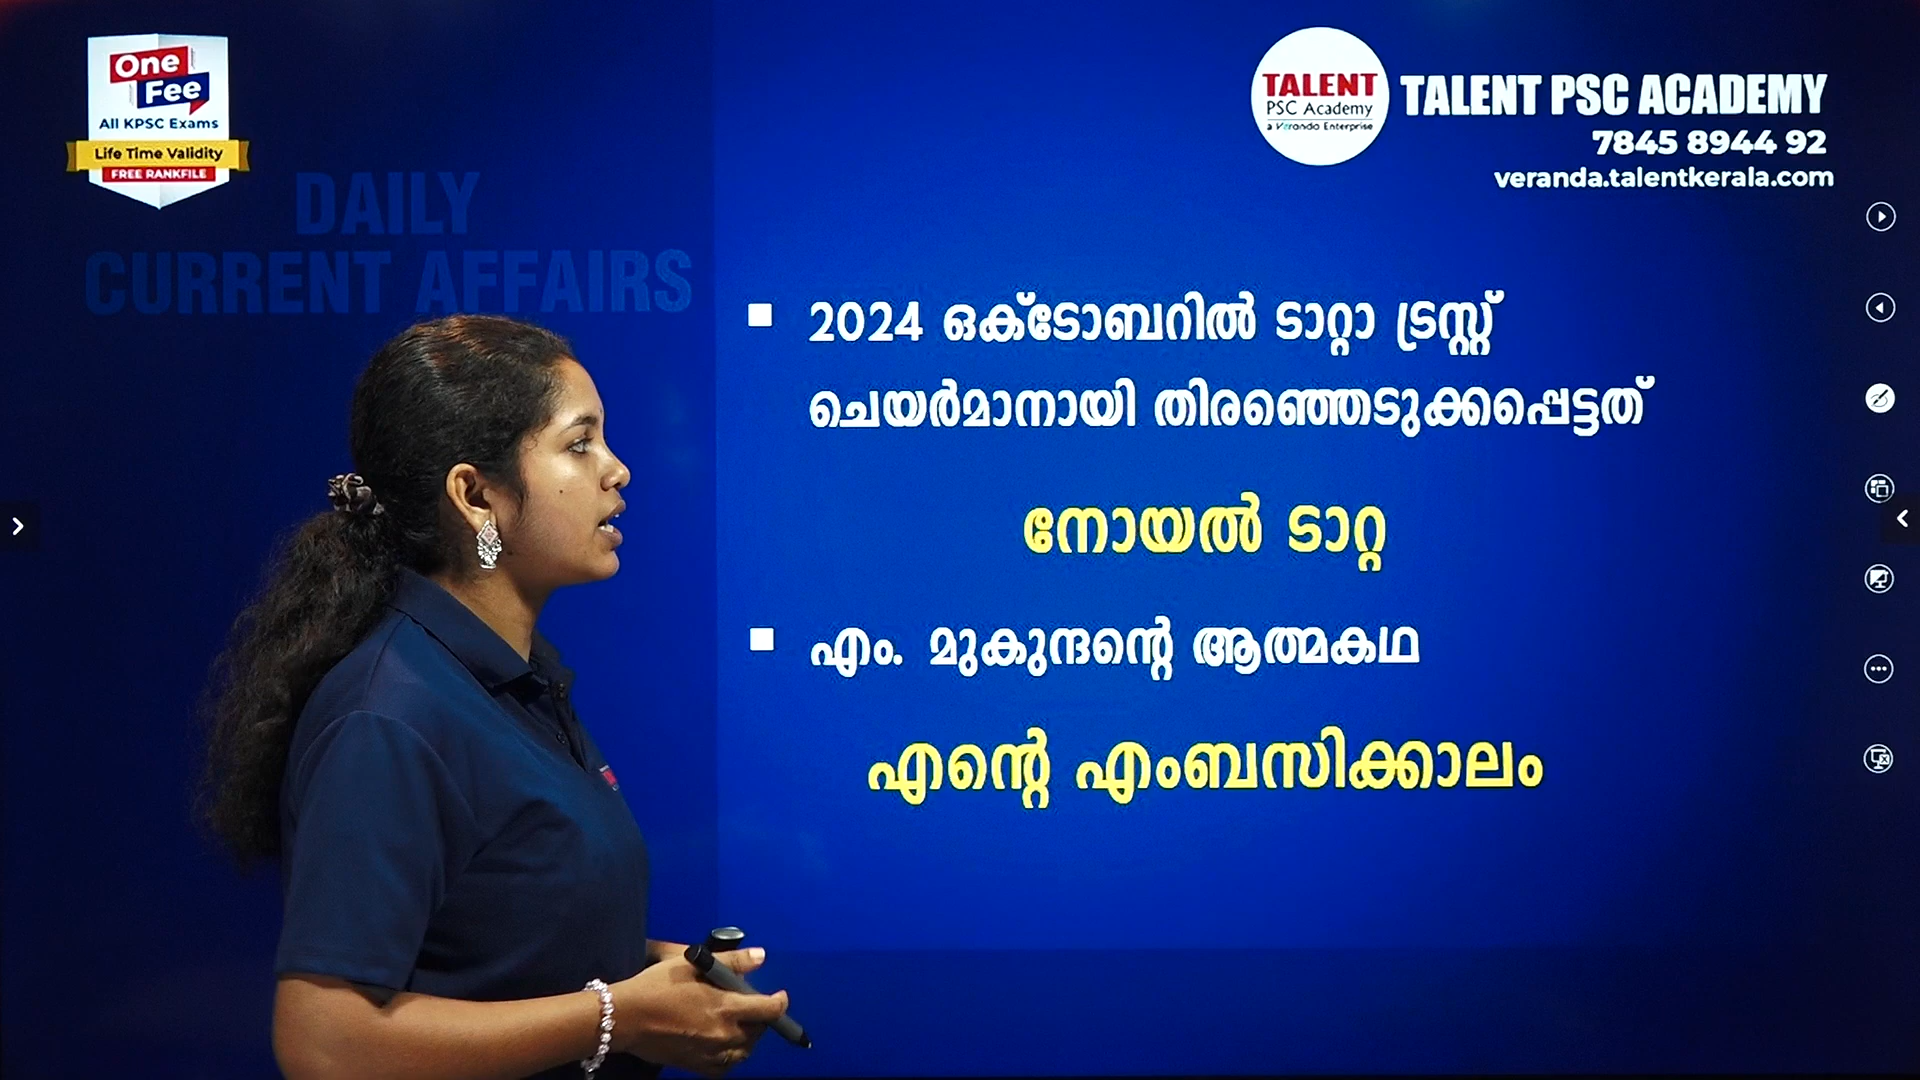 One
Fee
All KPSC Exams
Life Time Validity
FREE RANKFILE
TALENT
PSC Academy
a Veranda Enterprise
TALENT PSC ACADEMY
7845 8944 92
veranda.talentkerala.com
DAILY
CURRENT AFFAIRS
2024 ഒക്ടോബറിൽ ടാറ്റാ ട്രസ്റ്റ്
ചെയർമാനായി തിരഞ്ഞെടുക്കപ്പെട്ടത്
നോയൽ ടാറ്റ
എം. മുകുന്ദന്റെ ആത്മകഥ
എന്റെ എംബസിക്കാലം